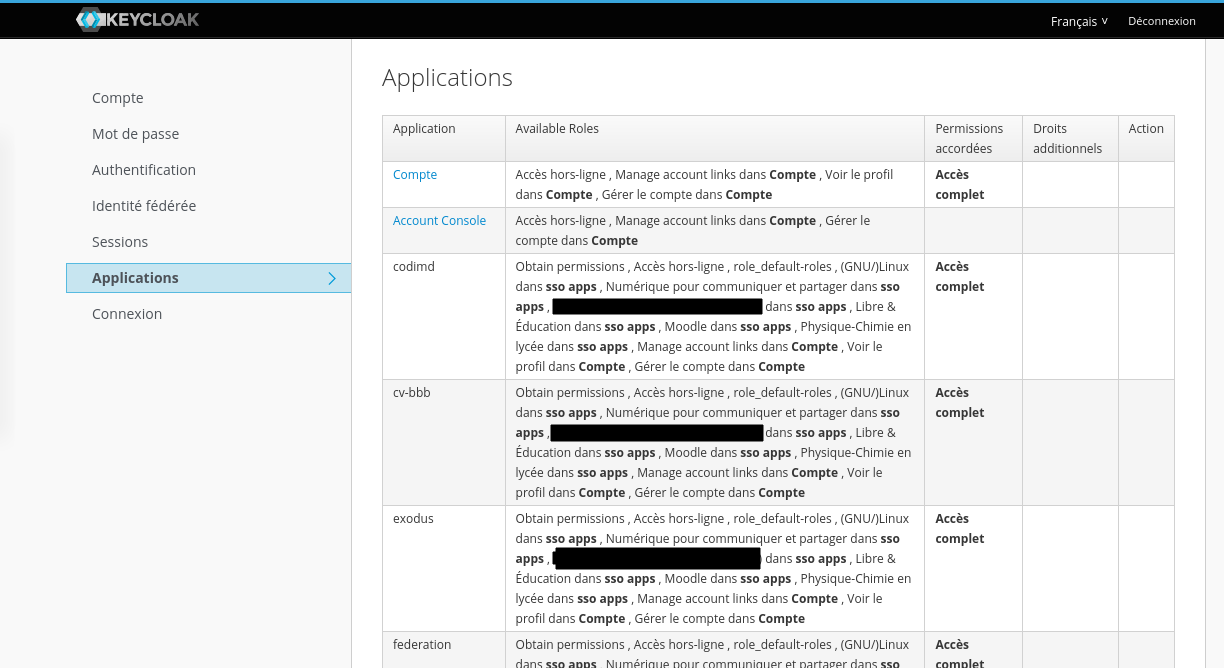 KEYCLOAK
Français v
Déconnexion
Compte
Mot de passe
Authentification
Identité fédérée
Sessions
Applications
Connexion
Applications
Application
Available Roles
Permissions
accordées
Droits
additionnels
Action
Compte
Accès hors-ligne , Manage account links dans Compte , Voir le profil
dans Compte , Gérer le compte dans Compte
Accès
complet
Account Console
Accès hors-ligne , Manage account links dans Compte , Gérer le
compte dans Compte
codimd
Obtain permissions , Accès hors-ligne , role_default-roles , (GNU/)Linux
dans sso apps , Numérique pour communiquer et partager dans sso
apps , dans sso apps , Libre &
Éducation dans sso apps , Moodle dans sso apps , Physique-Chimie en
lycée dans sso apps , Manage account links dans Compte , Voir le
profil dans Compte , Gérer le compte dans Compte
Accès
complet
cv-bbb
Obtain permissions , Accès hors-ligne , role_default-roles , (GNU/)Linux
dans sso apps , Numérique pour communiquer et partager dans sso
apps , dans sso apps , Libre &
Éducation dans sso apps , Moodle dans sso apps , Physique-Chimie en
lycée dans sso apps , Manage account links dans Compte , Voir le
profil dans Compte , Gérer le compte dans Compte
Accès
complet
exodus
Obtain permissions , Accès hors-ligne , role_default-roles , (GNU/)Linux
dans sso apps , Numérique pour communiquer et partager dans sso
apps , dans sso apps , Libre &
Éducation dans sso apps , Moodle dans sso apps , Physique-Chimie en
lycée dans sso apps , Manage account links dans Compte , Voir le
profil dans Compte , Gérer le compte dans Compte
Accès
complet
federation
Obtain permissions , Accès hors-ligne , role_default-roles , (GNU/)Linux
dans sso apps , Numérique pour communiquer et partager dans sso
Accès
complet